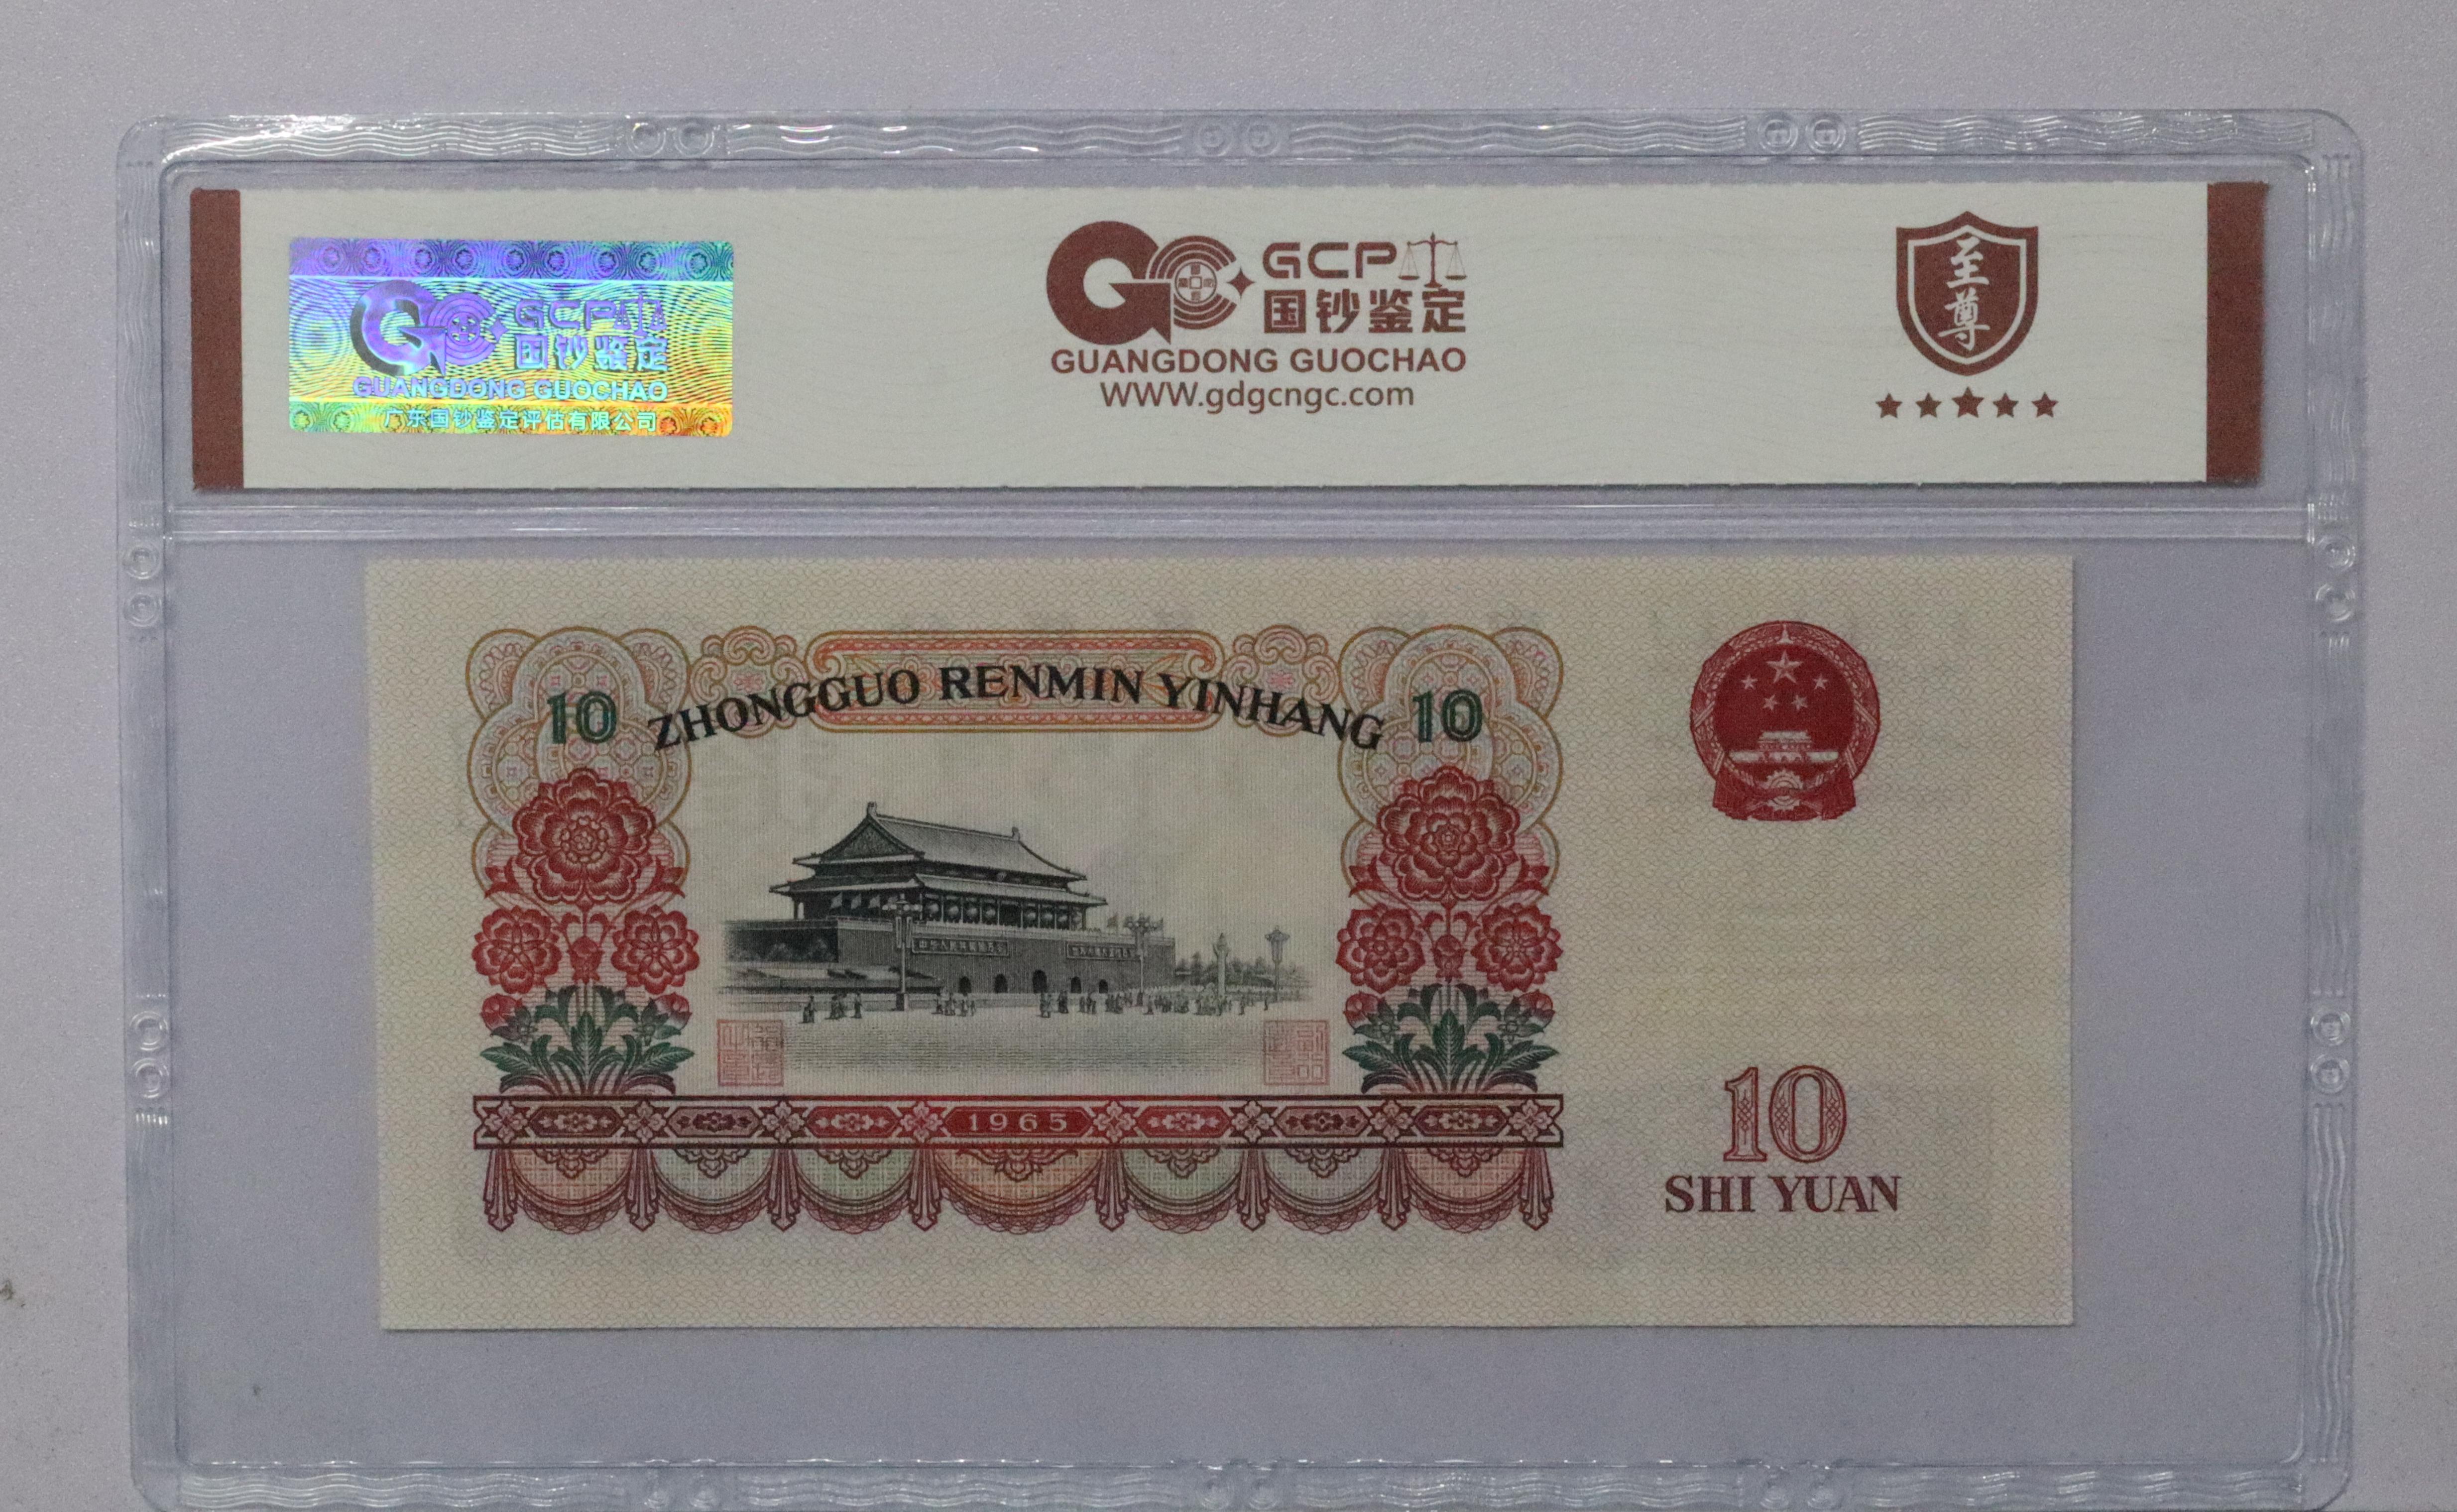 GCP
国钞鉴定
GUANGDONG GUOCHAO
广东国钞鉴定评估有限公司
GCP
国钞鉴定
GUANGDONG GUOCHAO
WWW.gdgcngc.com
至尊
10 ZHONGGUO RENMIN YINHANG 10
1965
10
SHI YUAN